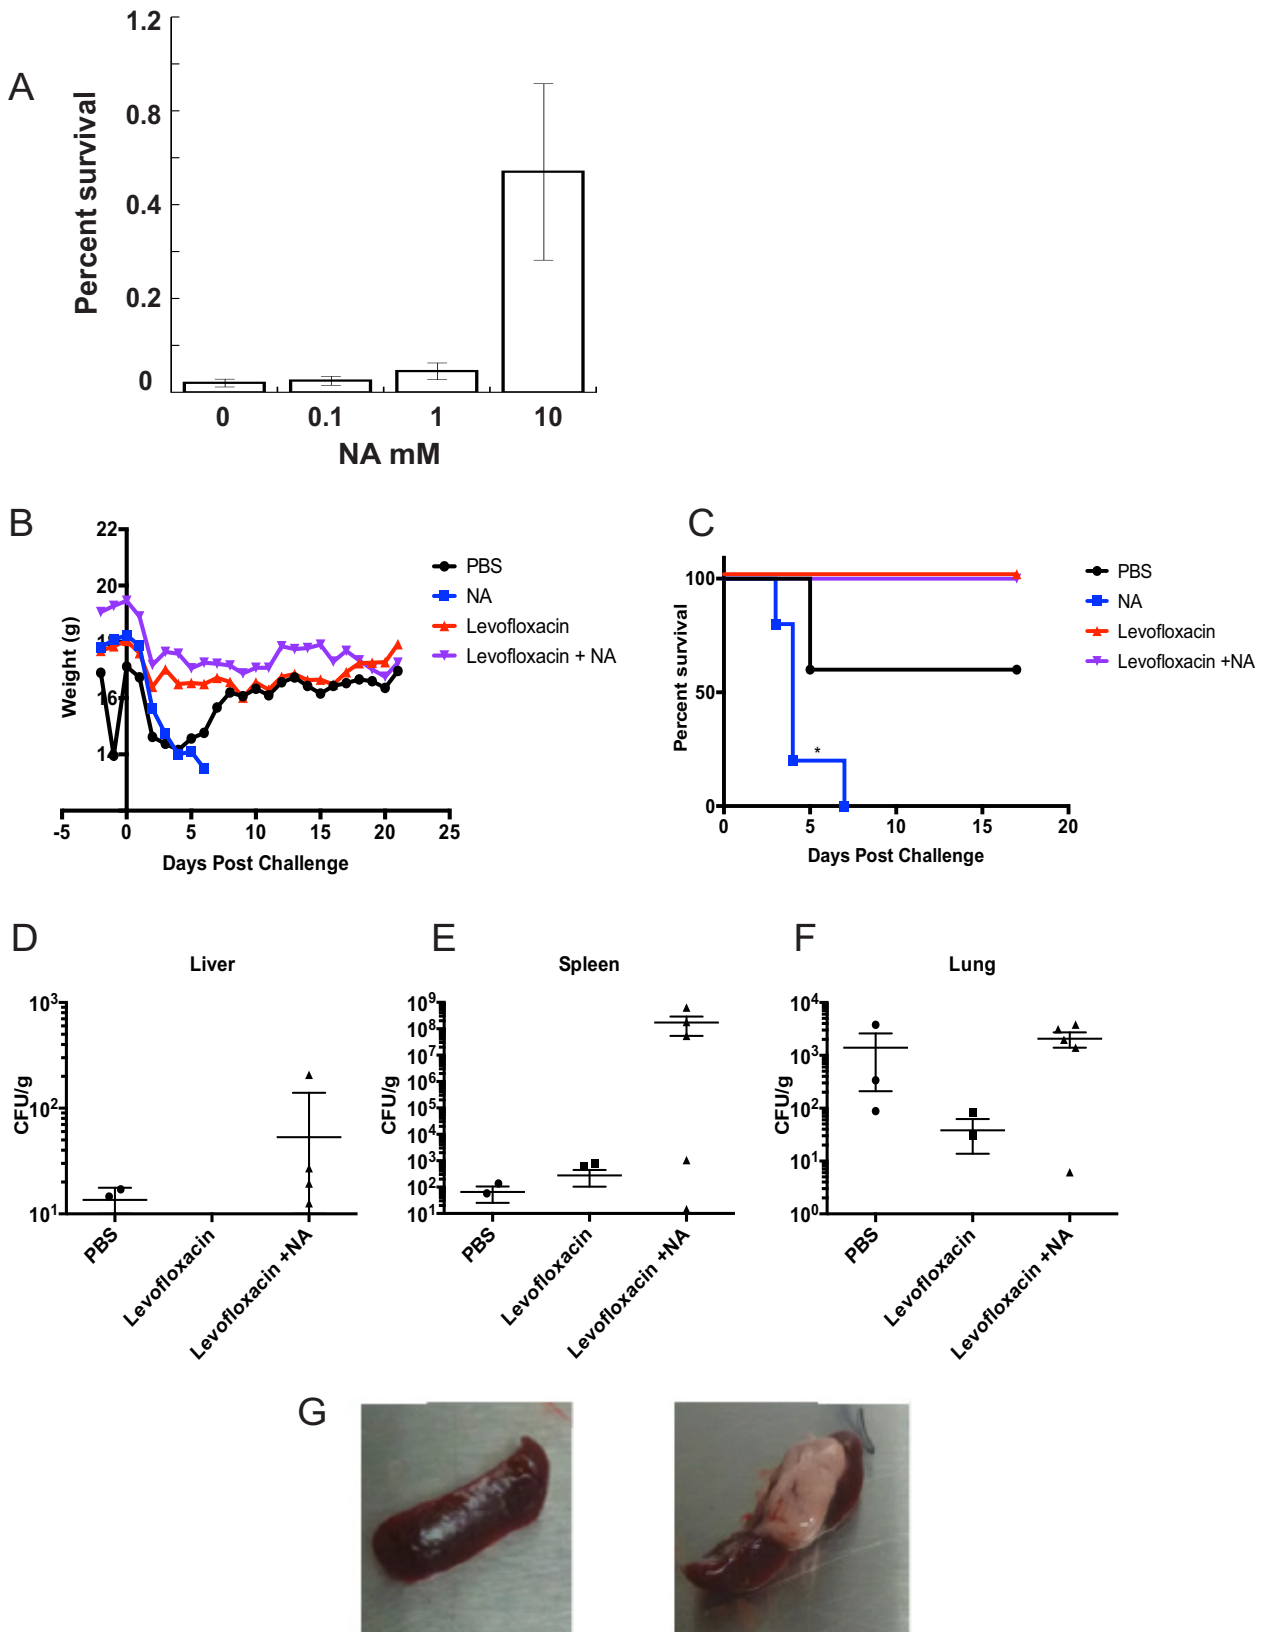 A
Percent survival
1.2
0.8
0.4
0.2
0
0 0.1 1 10
NA mM
B
Weight (g)
22
20
18
16
14
-5 0 5 10 15 20 25
Days Post Challenge
PBS
NA
Levofloxacin
Levofloxacin + NA
C
Percent survival
100
50
0
*
0 5 10 15 20
Days Post Challenge
PBS
NA
Levofloxacin
Levofloxacin +NA
D
Liver
CFU/g
10³
10²
10¹
PBS
Levofloxacin
Levofloxacin +NA
E
Spleen
CFU/g
10⁹
10⁸
10⁷
10⁶
10⁵
10⁴
10³
10²
10¹
PBS
Levofloxacin
Levofloxacin +NA
F
Lung
CFU/g
10⁴
10³
10²
10¹
10⁰
PBS
Levofloxacin
Levofloxacin +NA
G